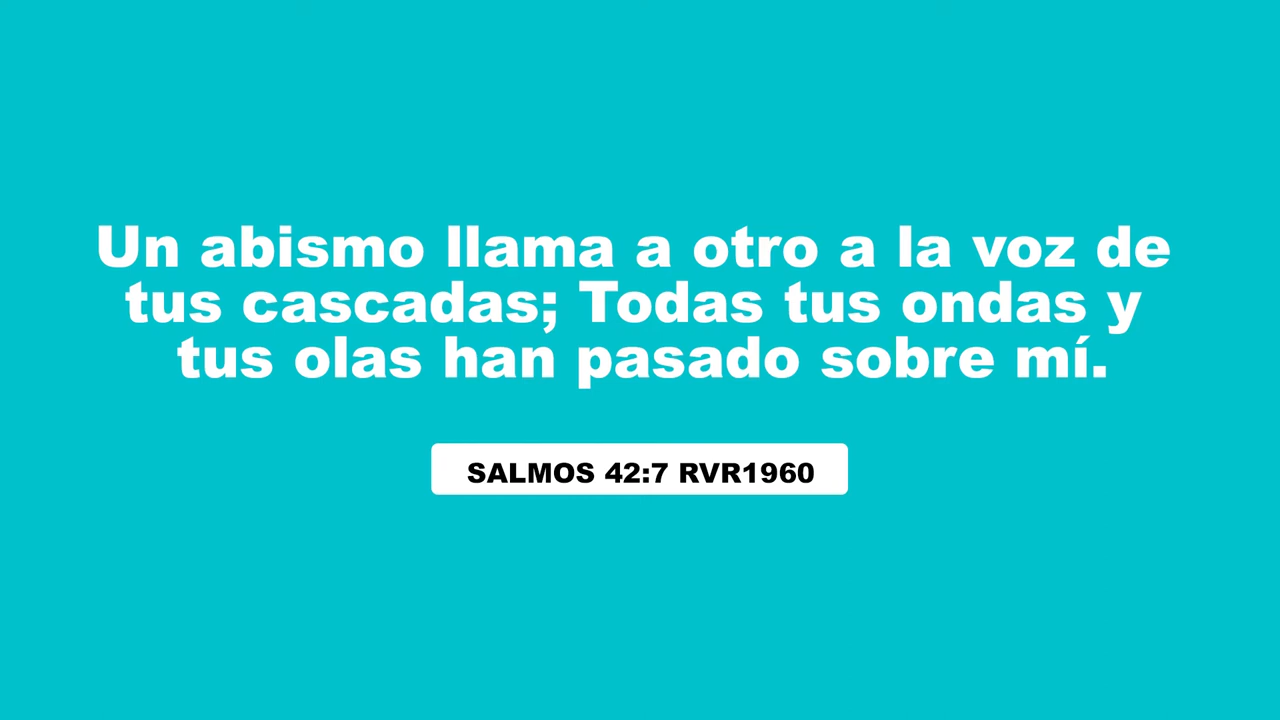 Un abismo llama a otro a la voz de
tus cascadas; Todas tus ondas y
tus olas han pasado sobre mí.
SALMOS 42:7 RVR1960